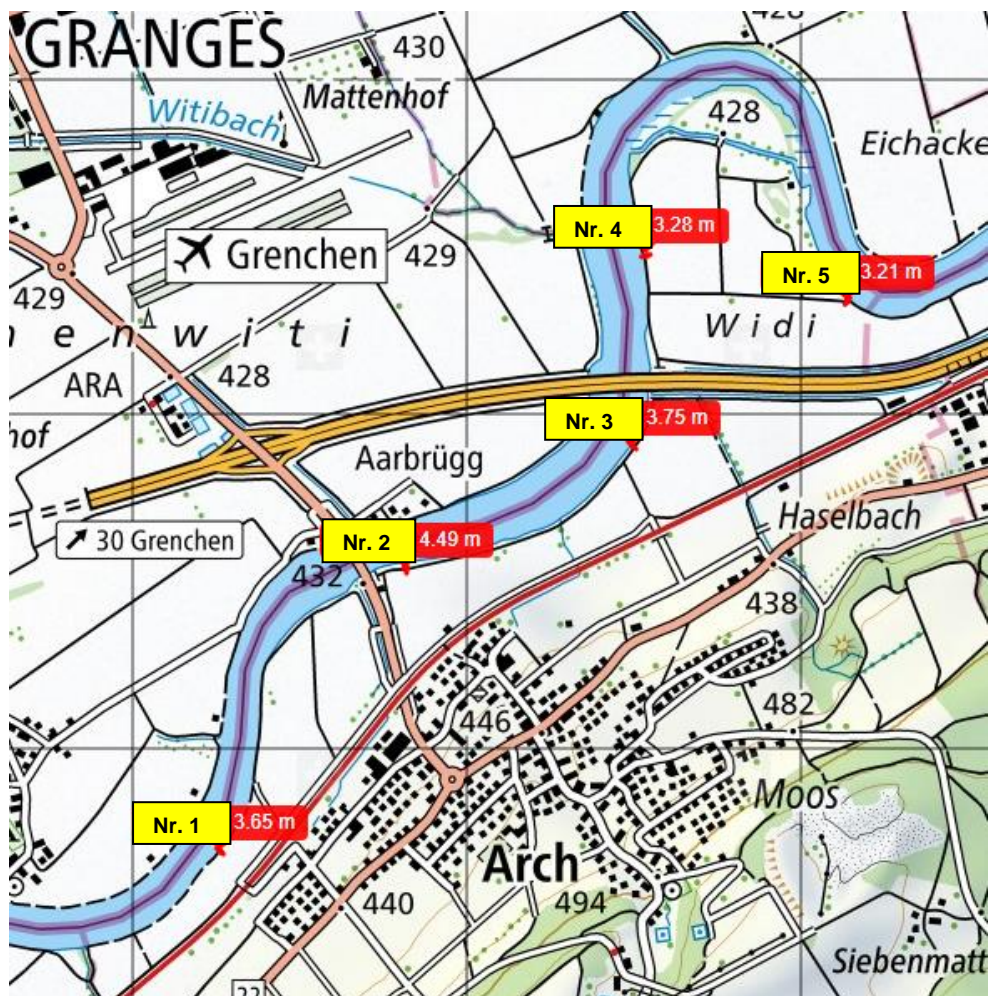 GRANGES
430
428
Mattenhof
Witibach
428
Eichacke
Nr. 4
3.28 m
Grenchen
429
Nr. 5
3.21 m
429
n e n w i t i
Widi
ARA
428
Nr. 3
3.75 m
hof
Aarbrügg
Haselbach
30 Grenchen
Nr. 2
4.49 m
432
438
446
482
Moos
Nr. 1
3.65 m
Arch
440
494
Siebenmatt
22